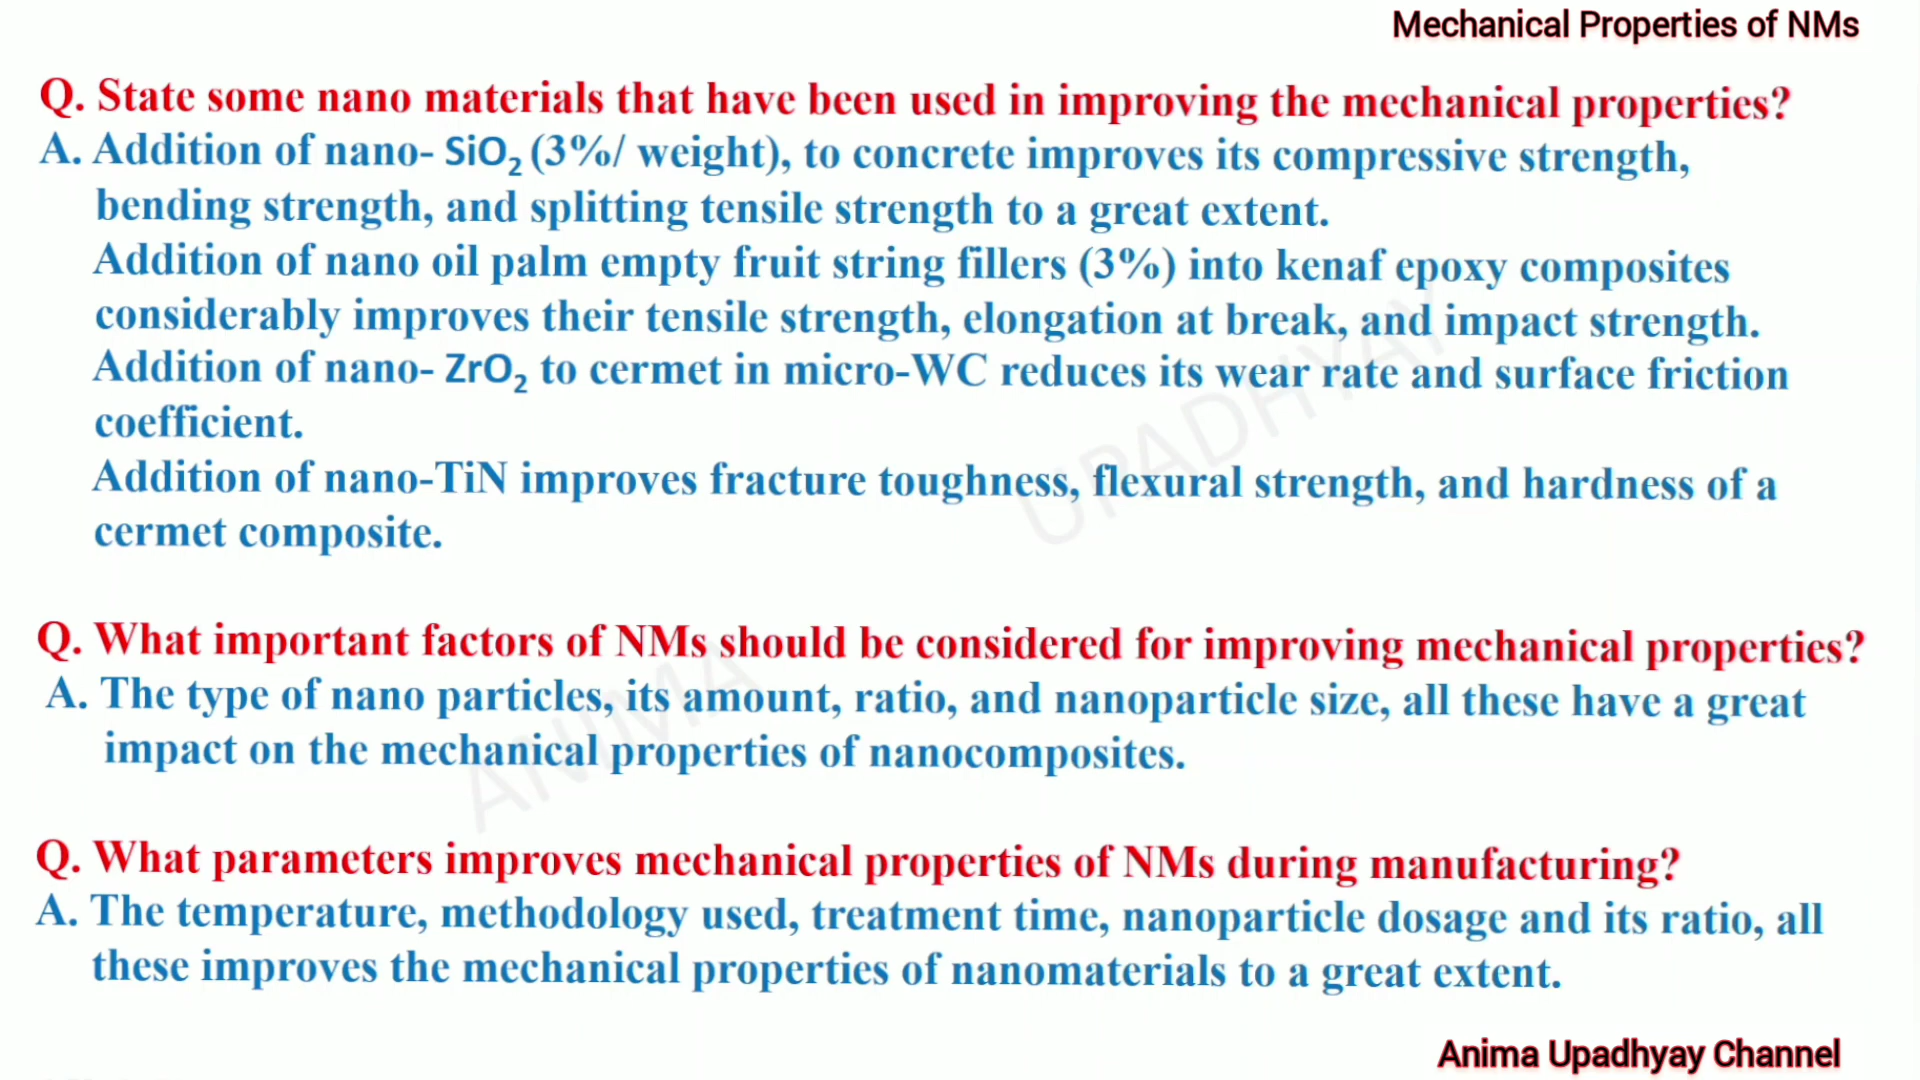 Mechanical Properties of NMs
Q. State some nano materials that have been used in improving the mechanical properties?
A. Addition of nano- SiO₂ (3%/ weight), to concrete improves its compressive strength,
bending strength, and splitting tensile strength to a great extent.
Addition of nano oil palm empty fruit string fillers (3%) into kenaf epoxy composites
considerably improves their tensile strength, elongation at break, and impact strength.
Addition of nano- ZrO₂ to cermet in micro-WC reduces its wear rate and surface friction
coefficient.
Addition of nano-TiN improves fracture toughness, flexural strength, and hardness of a
cermet composite.
Q. What important factors of NMs should be considered for improving mechanical properties?
A. The type of nano particles, its amount, ratio, and nanoparticle size, all these have a great
impact on the mechanical properties of nanocomposites.
Q. What parameters improves mechanical properties of NMs during manufacturing?
A. The temperature, methodology used, treatment time, nanoparticle dosage and its ratio, all
these improves the mechanical properties of nanomaterials to a great extent.
ANIMA UPADHYAY
Anima Upadhyay Channel